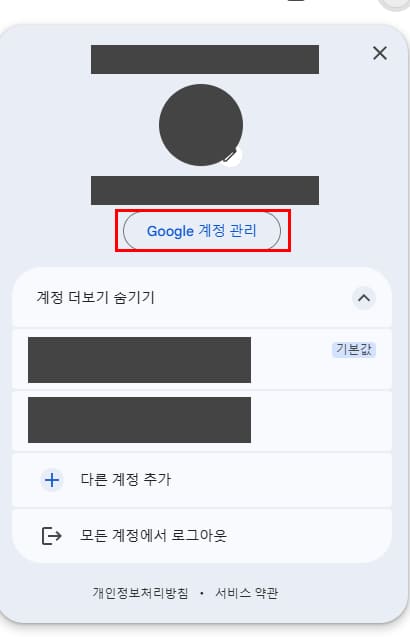 Google 계정 관리
계정 더보기 숨기기
기본값
다른 계정 추가
모든 계정에서 로그아웃
개인정보처리방침 • 서비스 약관